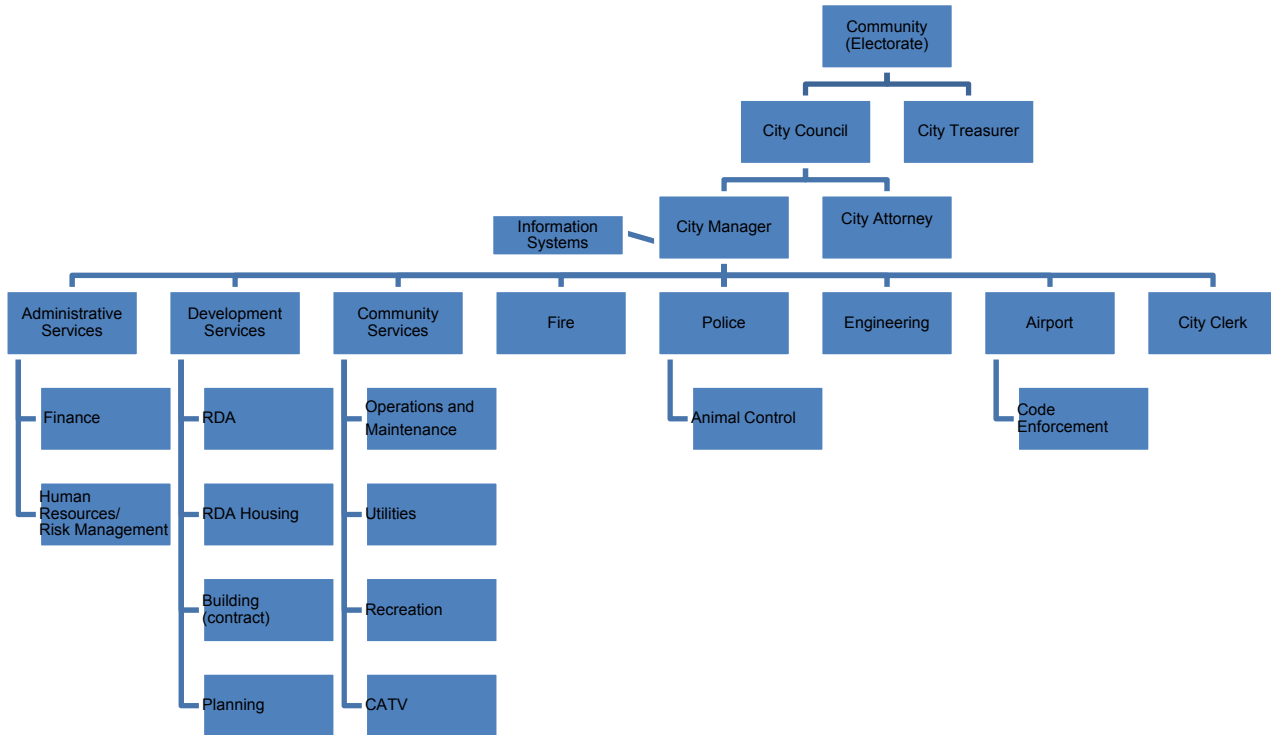 Community
(Electorate)
City Council
City Treasurer
Information
Systems
City Manager
City Attorney
Administrative
Services
Development
Services
Community
Services
Fire
Police
Engineering
Airport
City Clerk
Finance
RDA
Operations and
Maintenance
Animal Control
Code
Enforcement
Human
Resources/
Risk Management
RDA Housing
Utilities
Building
(contract)
Recreation
Planning
CATV